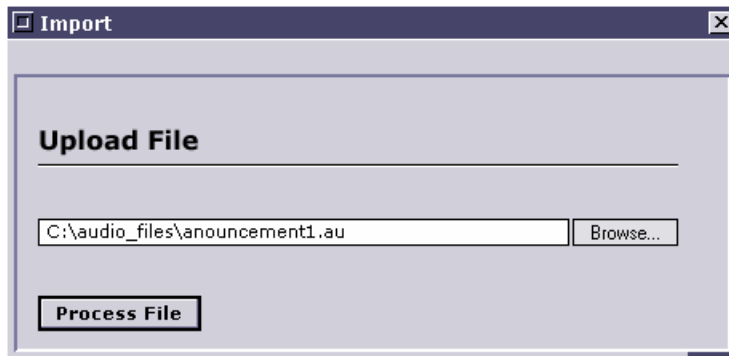 Import
Upload File
C:\audio_files\anouncement1.au
Browse...
Process File